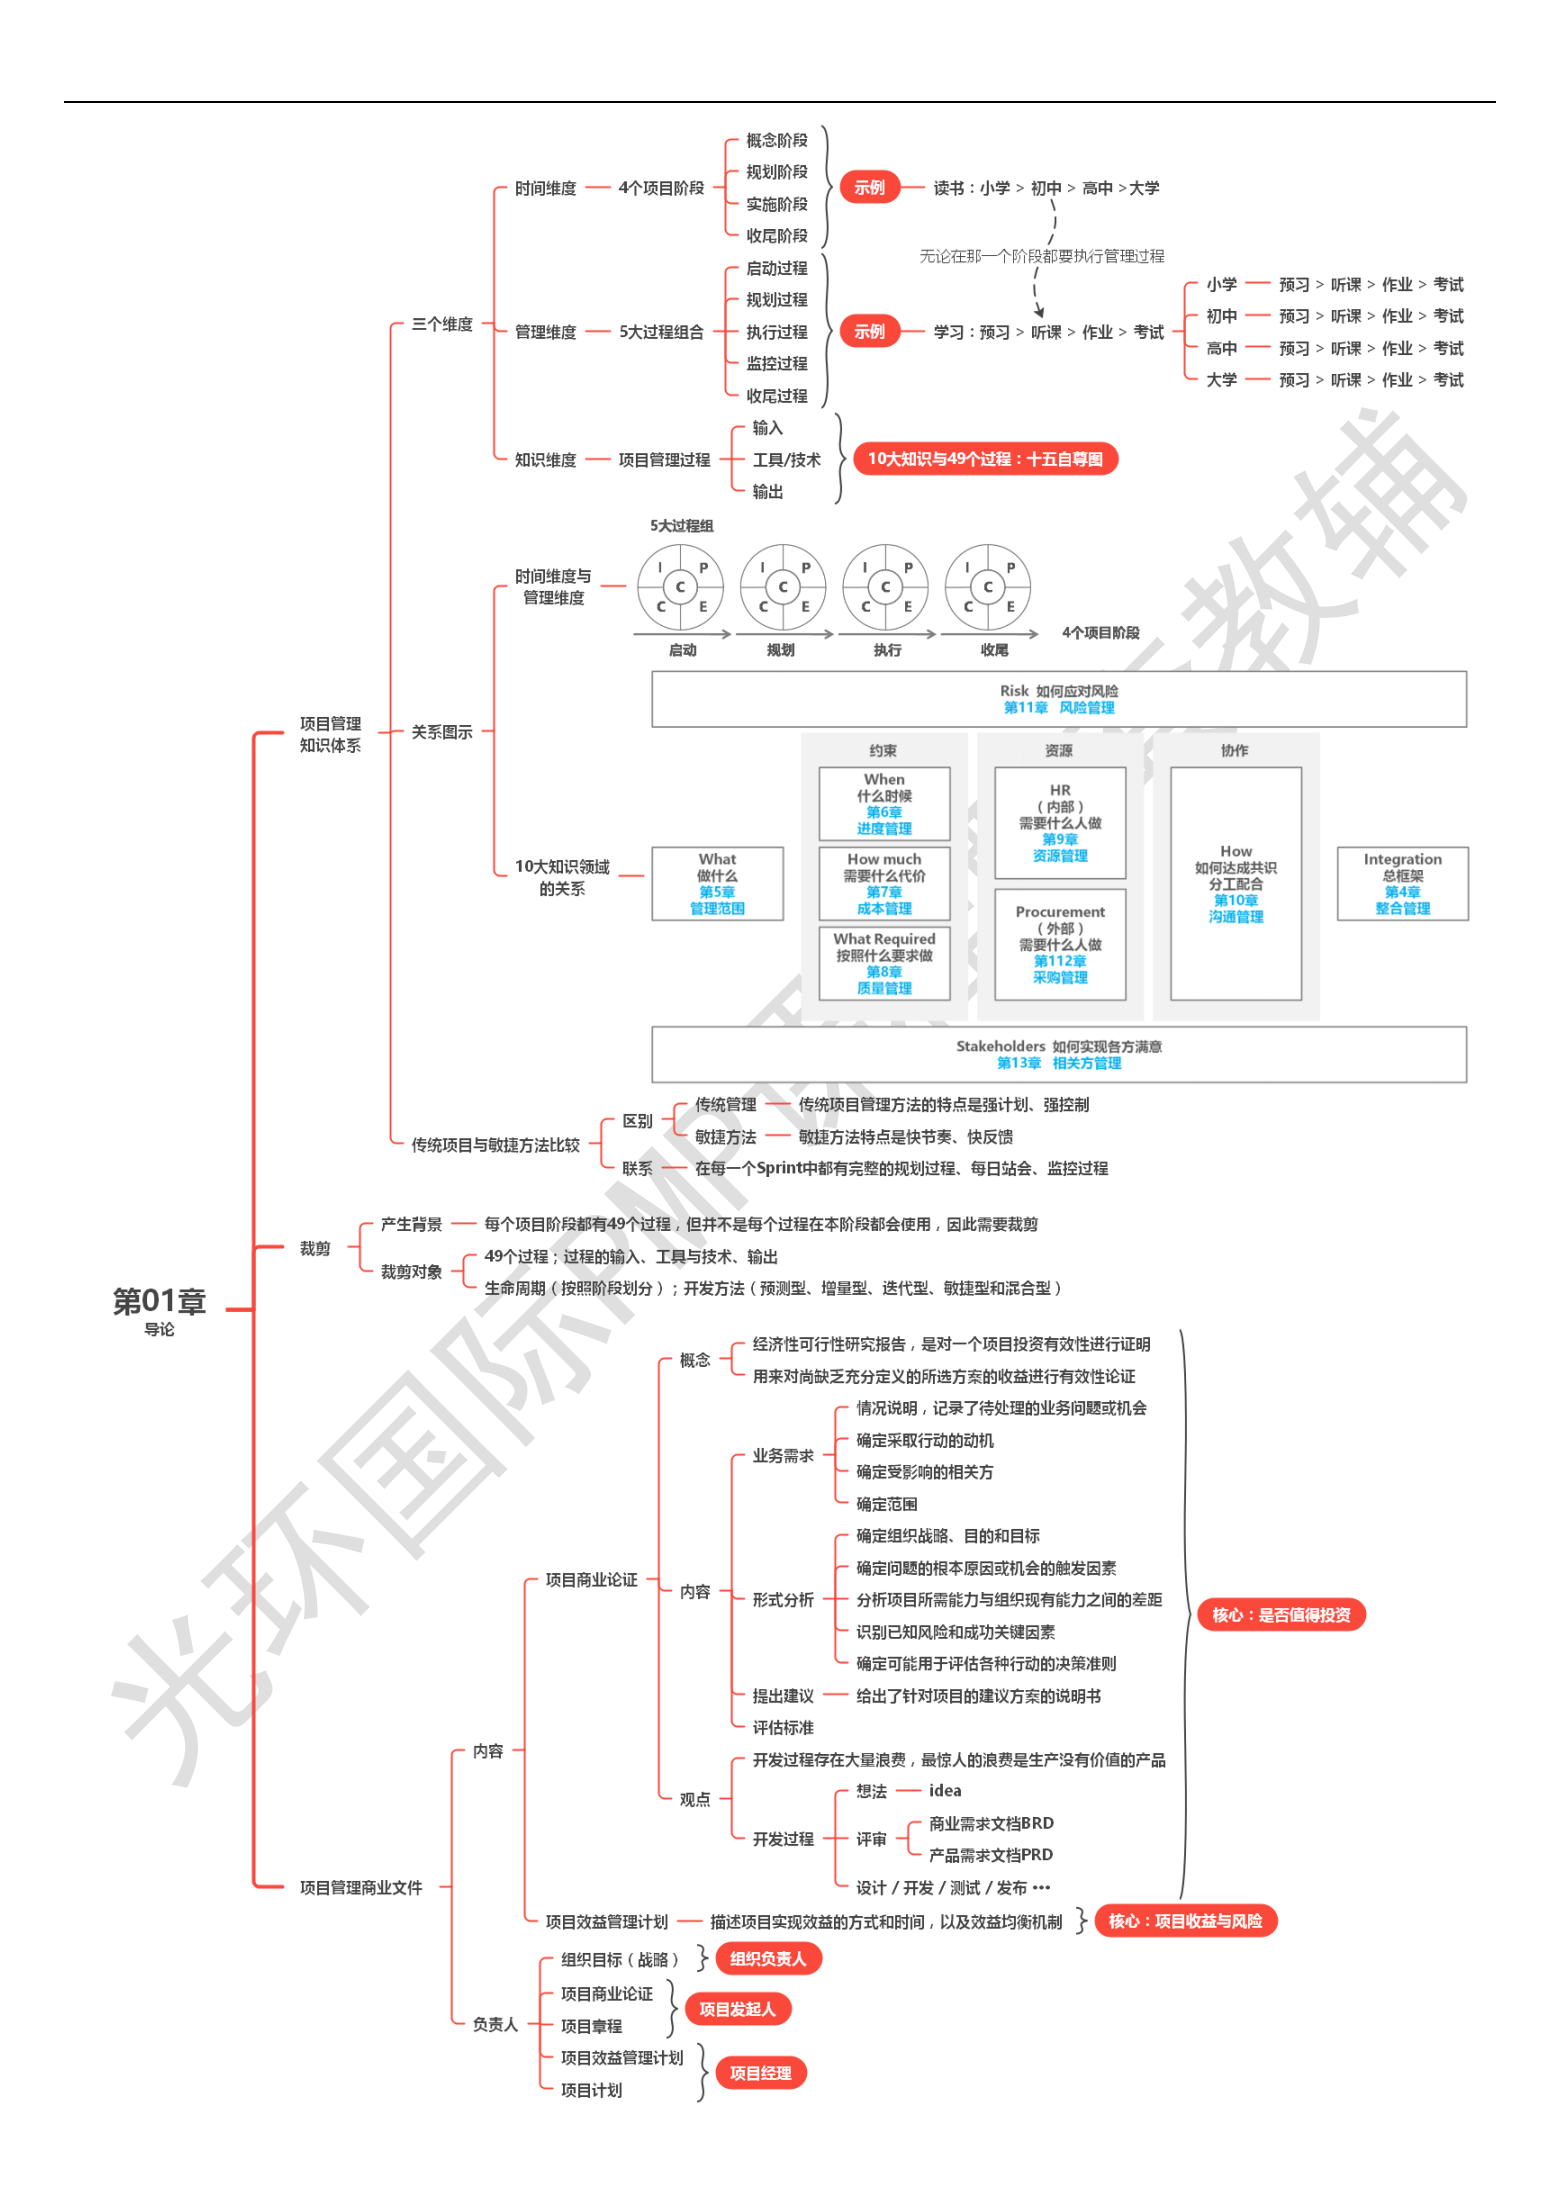 概念阶段
规划阶段
实施阶段
收尾阶段
时间维度
4个项目阶段
示例
读书：小学 > 初中 > 高中 >大学
无论在那一个阶段都要执行管理过程
启动过程
规划过程
执行过程
监控过程
收尾过程
三个维度
管理维度
5大过程组合
示例
学习：预习 > 听课 > 作业 > 考试
小学
预习 > 听课 > 作业 > 考试
初中
预习 > 听课 > 作业 > 考试
高中
预习 > 听课 > 作业 > 考试
大学
预习 > 听课 > 作业 > 考试
知识维度
项目管理过程
输入
工具/技术
输出
10大知识与49个过程：十五自尊图
5大过程组
时间维度与
管理维度
I P C C E
I P C C E
I P C C E
I P C C E
启动
规划
执行
收尾
4个项目阶段
项目管理
知识体系
关系图示
Risk 如何应对风险
第11章 风险管理
约束
资源
协作
When
什么时候
第6章
进度管理
HR
（内部）
需要什么人做
第9章
资源管理
10大知识领域
的关系
What
做什么
第5章
管理范围
How much
需要什么代价
第7章
成本管理
How
如何达成共识
分工配合
第10章
沟通管理
Integration
总框架
第4章
整合管理
What Required
按照什么要求做
第8章
质量管理
Procurement
（外部）
需要什么人做
第112章
采购管理
Stakeholders 如何实现各方满意
第13章 相关方管理
传统项目与敏捷方法比较
区别
传统管理
传统项目管理方法的特点是强计划、强控制
敏捷方法
敏捷方法特点是快节奏、快反馈
联系
在每一个Sprint中都有完整的规划过程、每日站会、监控过程
裁剪
产生背景
每个项目阶段都有49个过程，但并不是每个过程在本阶段都会使用，因此需要裁剪
裁剪对象
49个过程；过程的输入、工具与技术、输出
生命周期（按照阶段划分）；开发方法（预测型、增量型、迭代型、敏捷型和混合型）
第01章
导论
概念
经济性可行性研究报告，是对一个项目投资有效性进行证明
用来对尚缺乏充分定义的所选方案的收益进行有效性论证
业务需求
情况说明，记录了待处理的业务问题或机会
确定采取行动的动机
确定受影响的相关方
确定范围
项目商业论证
内容
形式分析
确定组织战略、目的和目标
确定问题的根本原因或机会的触发因素
分析项目所需能力与组织现有能力之间的差距
识别已知风险和成功关键因素
确定可能用于评估各种行动的决策准则
核心：是否值得投资
提出建议
给出了针对项目的建议方案的说明书
评估标准
内容
观点
开发过程存在大量浪费，最惊人的浪费是生产没有价值的产品
开发过程
想法
idea
评审
商业需求文档BRD
产品需求文档PRD
设计 / 开发 / 测试 / 发布 •••
项目管理商业文件
项目效益管理计划
描述项目实现效益的方式和时间，以及效益均衡机制
核心：项目收益与风险
负责人
组织目标（战略）
组织负责人
项目商业论证
项目章程
项目发起人
项目效益管理计划
项目计划
项目经理